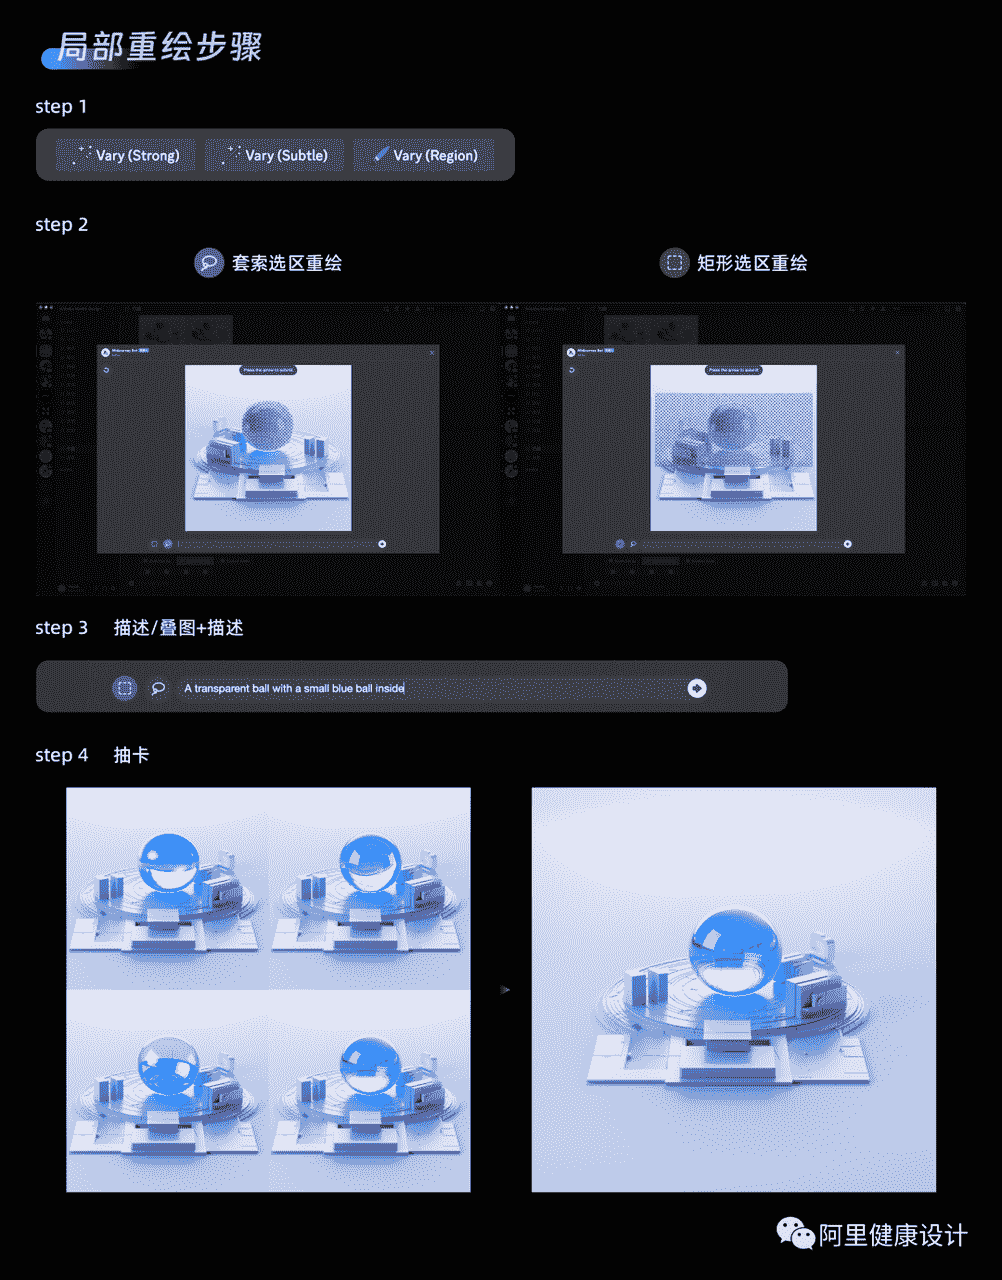 局部重绘步骤
step 1
Vary (Strong) Vary (Subtle) Vary (Region)
step 2
套索选区重绘 矩形选区重绘
step 3 描述/叠图+描述
A transparent ball with a small blue ball inside
step 4 抽卡
阿里健康设计